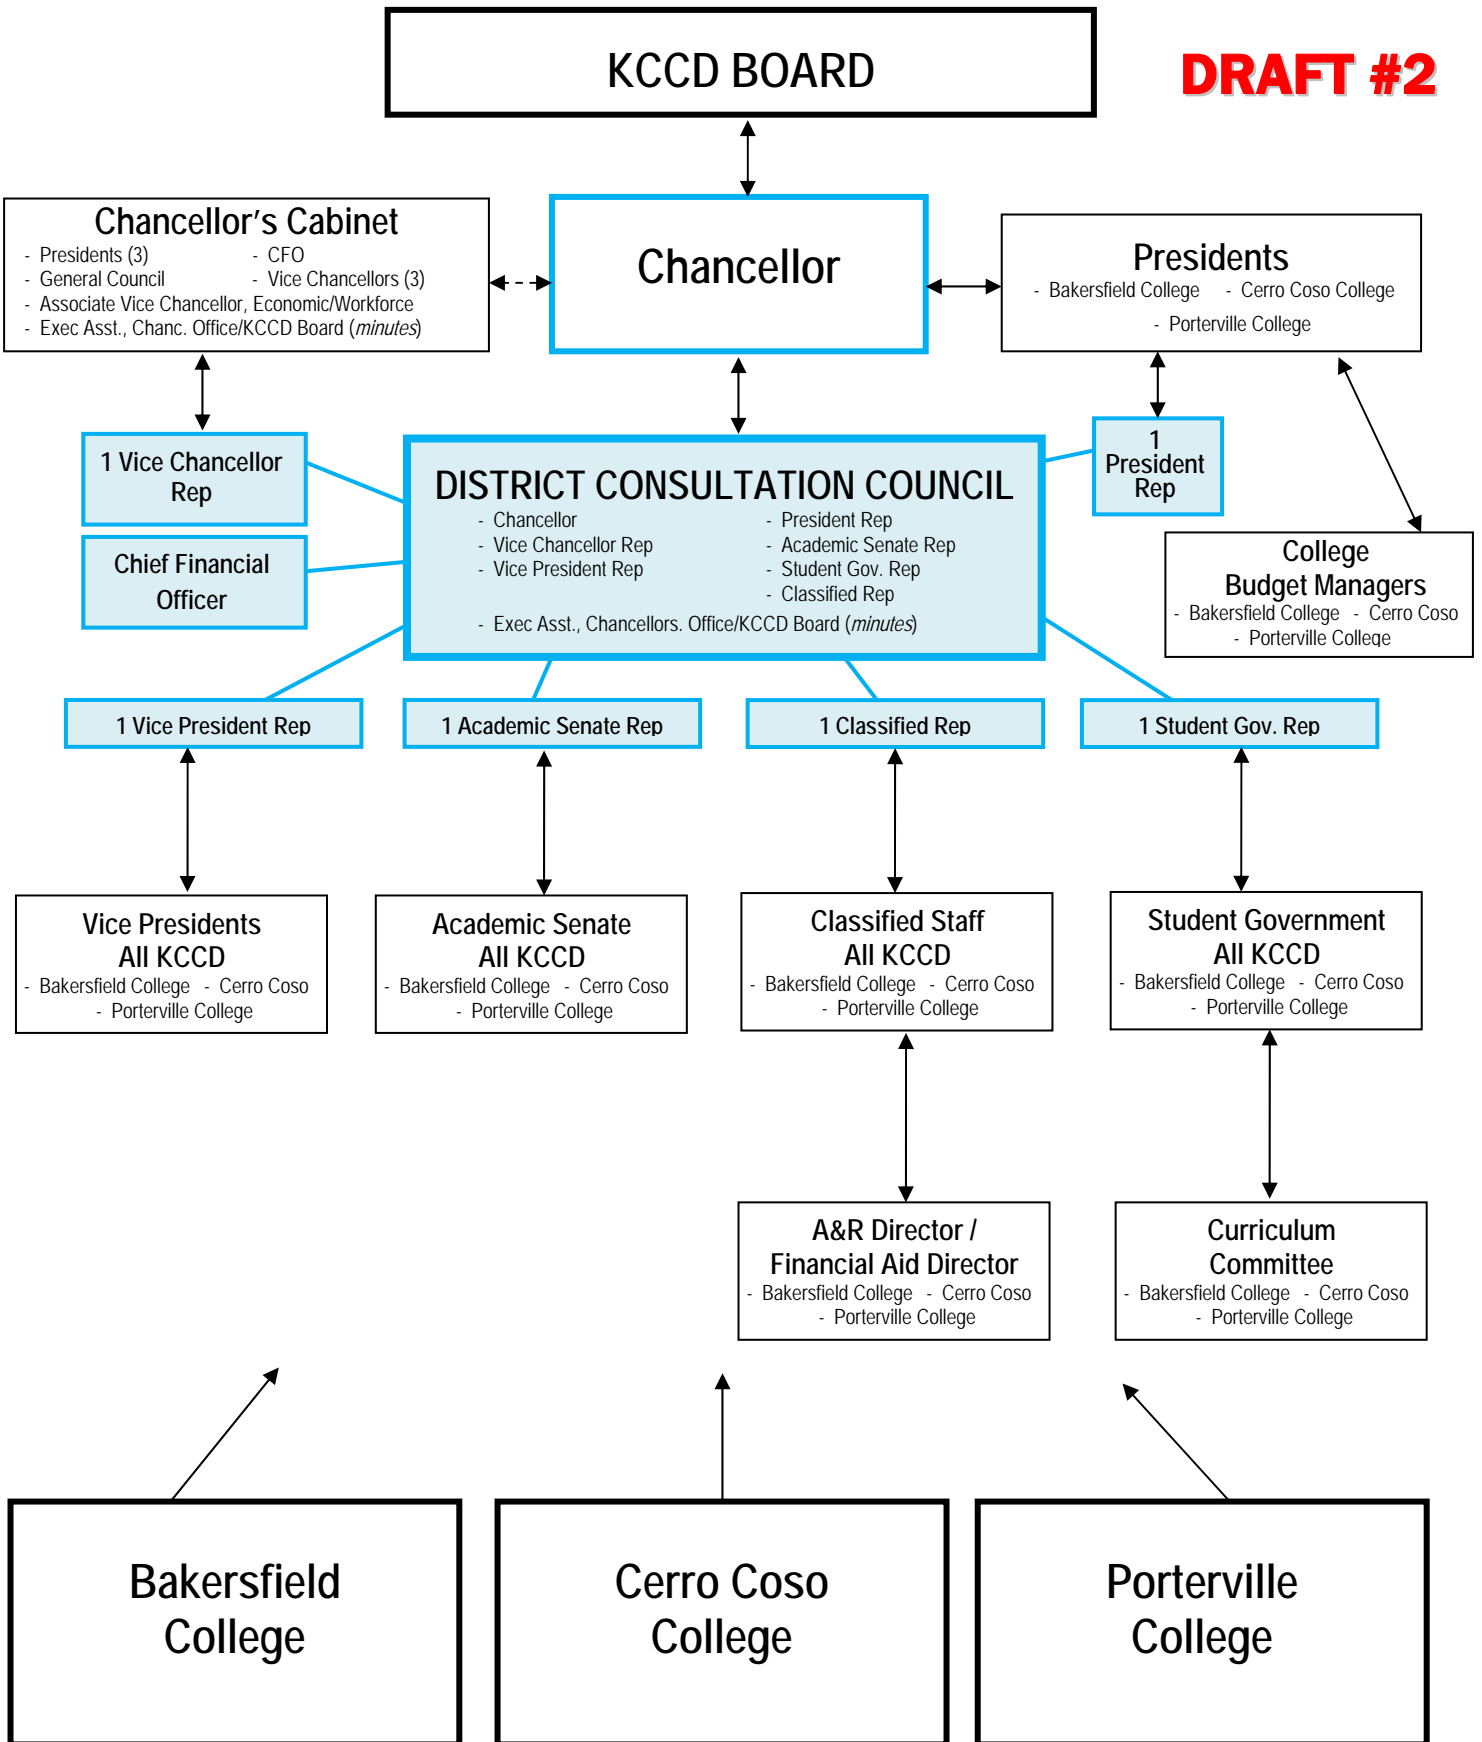 KCCD BOARD
DRAFT #2
Chancellor's Cabinet
- Presidents (3) - CFO
- General Council - Vice Chancellors (3)
- Associate Vice Chancellor, Economic/Workforce
- Exec Asst., Chanc. Office/KCCD Board (minutes)
Chancellor
Presidents
- Bakersfield College - Cerro Coso College
- Porterville College
1 Vice Chancellor
Rep
Chief Financial
Officer
DISTRICT CONSULTATION COUNCIL
- Chancellor - President Rep
- Vice Chancellor Rep - Academic Senate Rep
- Vice President Rep - Student Gov. Rep
- Classified Rep
- Exec Asst., Chancellors. Office/KCCD Board (minutes)
1
President
Rep
College
Budget Managers
- Bakersfield College - Cerro Coso
- Porterville College
1 Vice President Rep
1 Academic Senate Rep
1 Classified Rep
1 Student Gov. Rep
Vice Presidents
All KCCD
- Bakersfield College - Cerro Coso
- Porterville College
Academic Senate
All KCCD
- Bakersfield College - Cerro Coso
- Porterville College
Classified Staff
All KCCD
- Bakersfield College - Cerro Coso
- Porterville College
Student Government
All KCCD
- Bakersfield College - Cerro Coso
- Porterville College
A&R Director /
Financial Aid Director
- Bakersfield College - Cerro Coso
- Porterville College
Curriculum
Committee
- Bakersfield College - Cerro Coso
- Porterville College
Bakersfield
College
Cerro Coso
College
Porterville
College